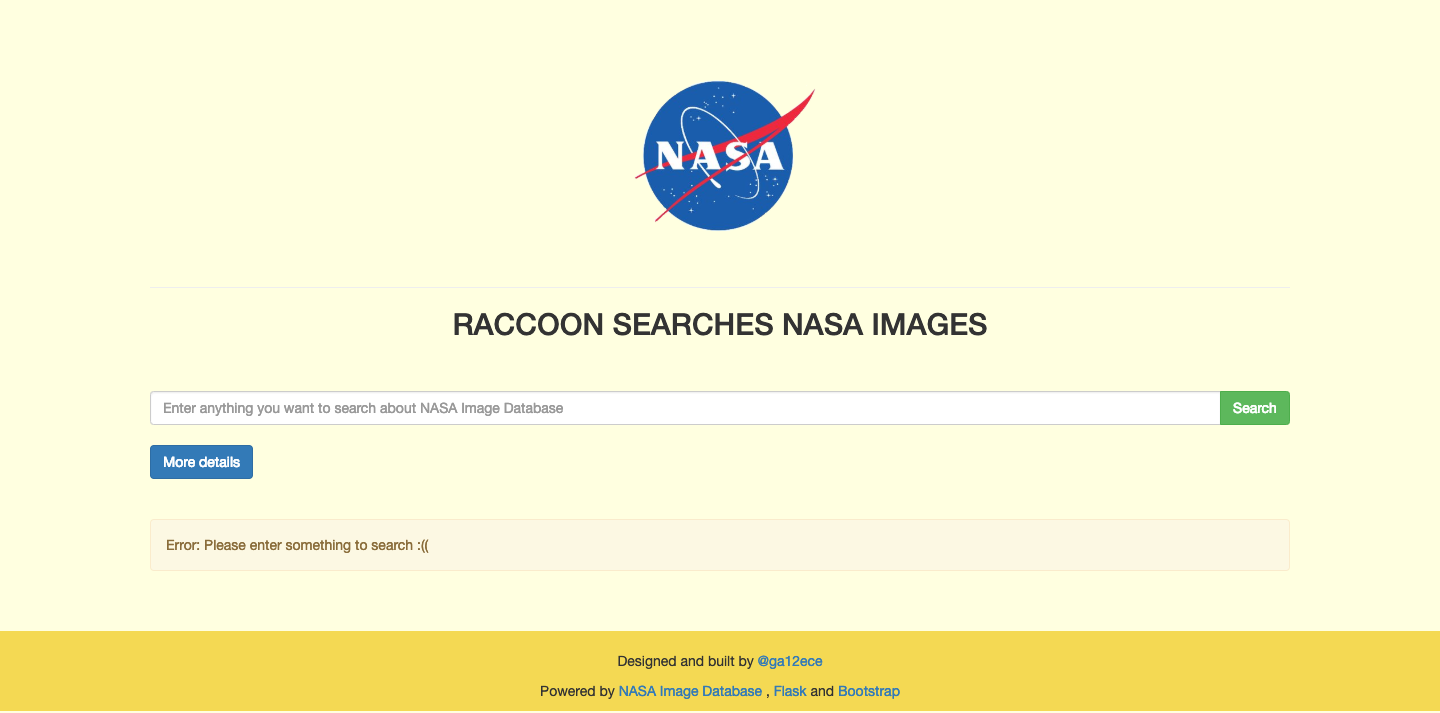 NASA
RACCOON SEARCHES NASA IMAGES
Enter anything you want to search about NASA Image Database
Search
More details
Error: Please enter something to search :((
Designed and built by @ga12ece
Powered by NASA Image Database , Flask and Bootstrap